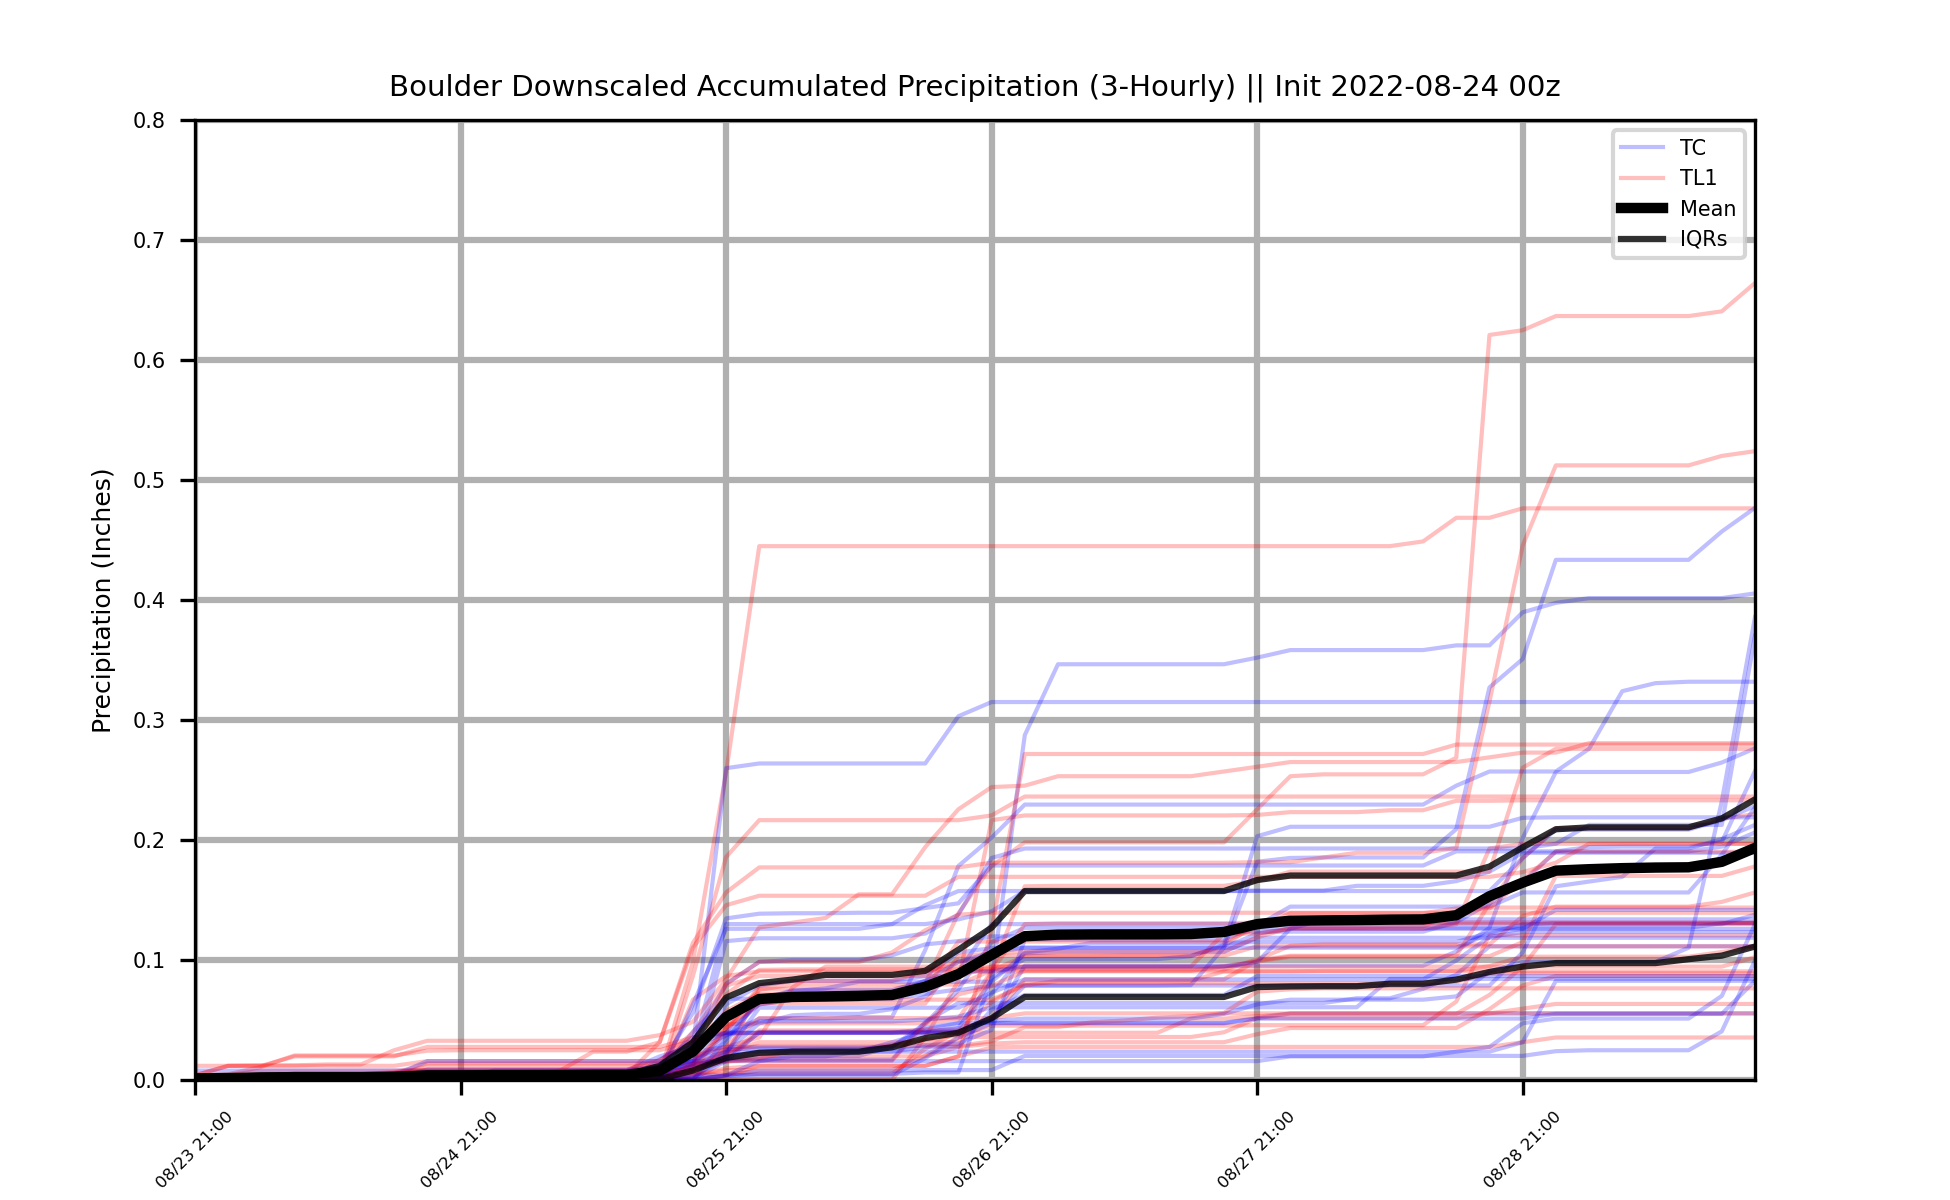 Boulder Downscaled Accumulated Precipitation (3-Hourly) || Init 2022-08-24 00z
TC
TL1
Mean
IQRs
Precipitation (Inches)
0.8
0.7
0.6
0.5
0.4
0.3
0.2
0.1
0.0
08/23 21:00
08/24 21:00
08/25 21:00
08/26 21:00
08/27 21:00
08/28 21:00